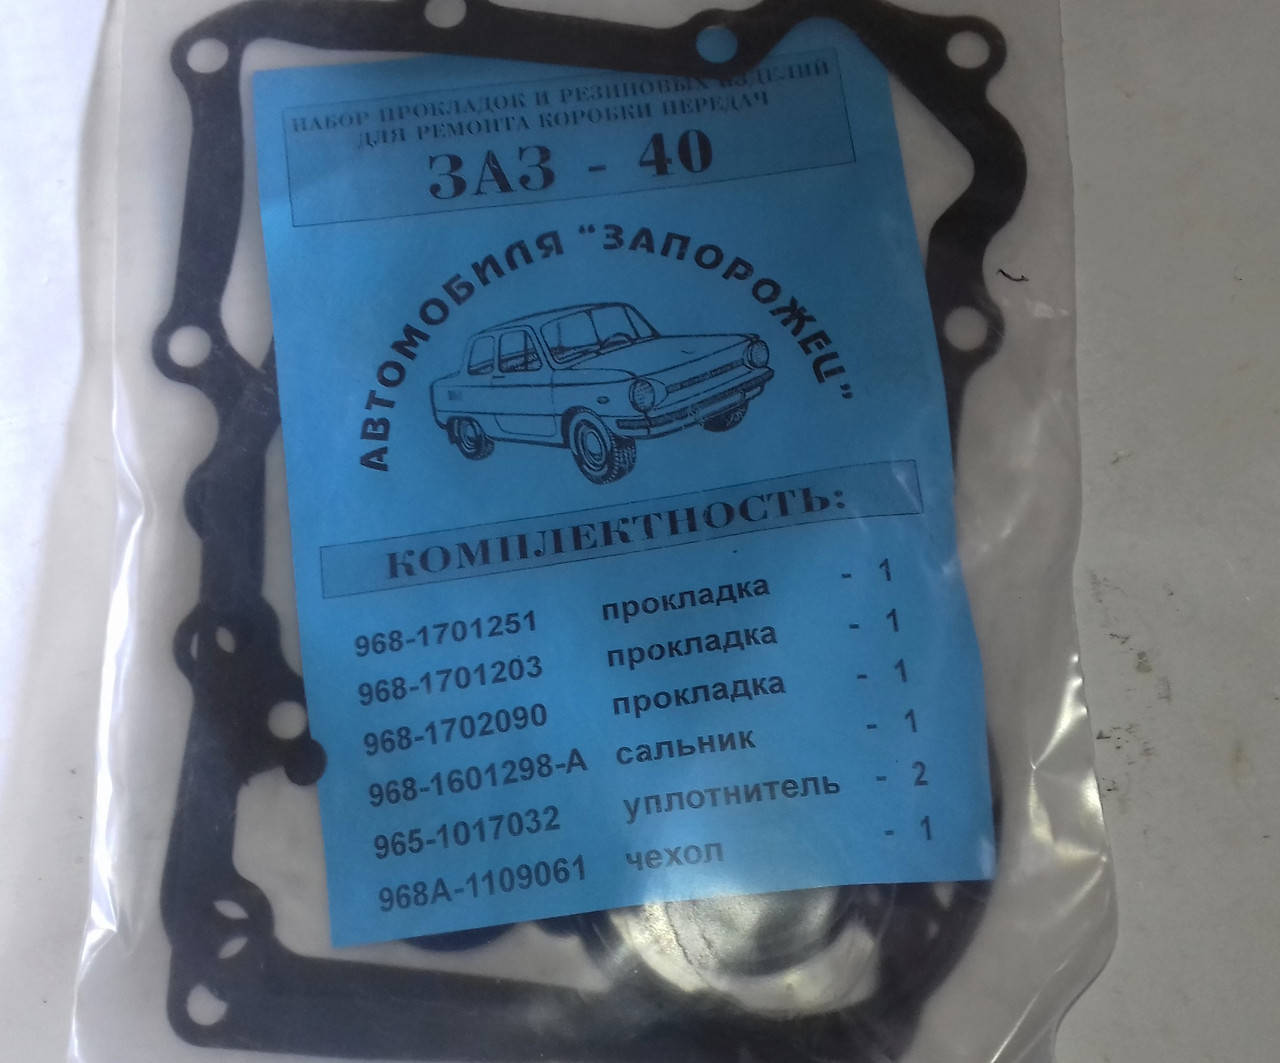 НАБОР ПРОКЛАДОК И РЕЗИНОВЫХ ИЗДЕЛИЙ
ДЛЯ РЕМОНТА КОРОБКИ ПЕРЕДАЧ
ЗАЗ - 40
АВТОМОБИЛЯ "ЗАПОРОЖЕЦ"
КОМПЛЕКТНОСТЬ:
968-1701251 прокладка - 1
968-1701203 прокладка - 1
968-1702090 прокладка - 1
968-1601298-А сальник - 1
965-1017032 уплотнитель - 2
968А-1109061 чехол - 1